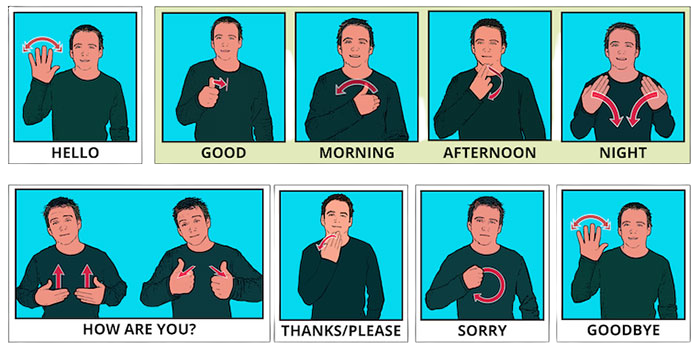 HELLO
GOOD
MORNING
AFTERNOON
NIGHT
HOW ARE YOU?
THANKS/PLEASE
SORRY
GOODBYE